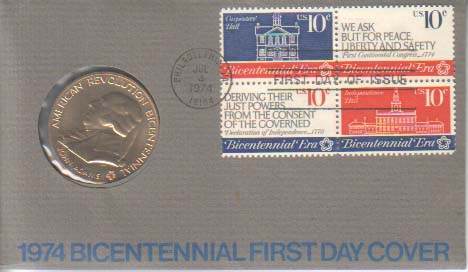 AMERICAN REVOLUTION BICENTENNIAL
JOHN ADAMS
PHILADELPHIA
JUL
4
1974
FIRST DAY OF ISSUE
Carpenters'
Hall
US 10c
Bicentennial Era
US 10c
WE ASK
BUT FOR PEACE,
LIBERTY AND SAFETY
First Continental Congress...1774
Bicentennial Era
US 10c
DERIVING THEIR
JUST POWERS
FROM THE CONSENT
OF THE GOVERNED
Declaration of Independence...1776
Bicentennial Era
Independence
Hall
US 10c
Bicentennial Era
1974 BICENTENNIAL FIRST DAY COVER